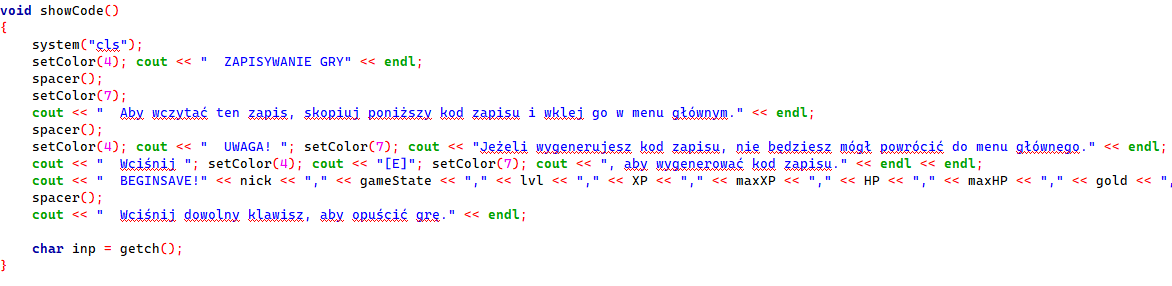 void showCode()
{
    system("cls");
    setColor(4); cout << "  ZAPISYWANIE GRY" << endl;
    spacer();
    setColor(7);
    cout << "  Aby wczytać ten zapis, skopiuj poniższy kod zapisu i wklej go w menu głównym." << endl;
    spacer();
    setColor(4); cout << "  UWAGA! "; setColor(7); cout << "Jeżeli wygenerujesz kod zapisu, nie będziesz mógł powrócić do menu głównego." << endl;
    cout << "  Wciśnij "; setColor(4); cout << "[E]"; setColor(7); cout << ", aby wygenerować kod zapisu." << endl << endl;
    cout << "  BEGINSAVE!" << nick << "," << gameState << "," << lvl << "," << XP << "," << maxXP << "," << HP << "," << maxHP << "," << gold << ",
    spacer();
    cout << "  Wciśnij dowolny klawisz, aby opuścić grę." << endl;

    char inp = getch();
}